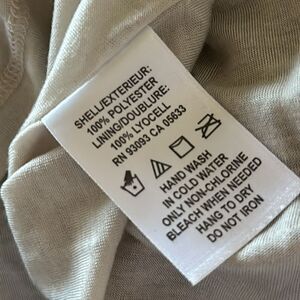 SHELL/EXTERIEUR:
100% POLYESTER
LINING/DOUBLURE:
100% LYOCELL
RN 93093 CA 05633
HAND WASH
IN COLD WATER
ONLY NON-CHLORINE
BLEACH WHEN NEEDED
HANG TO DRY
DO NOT IRON